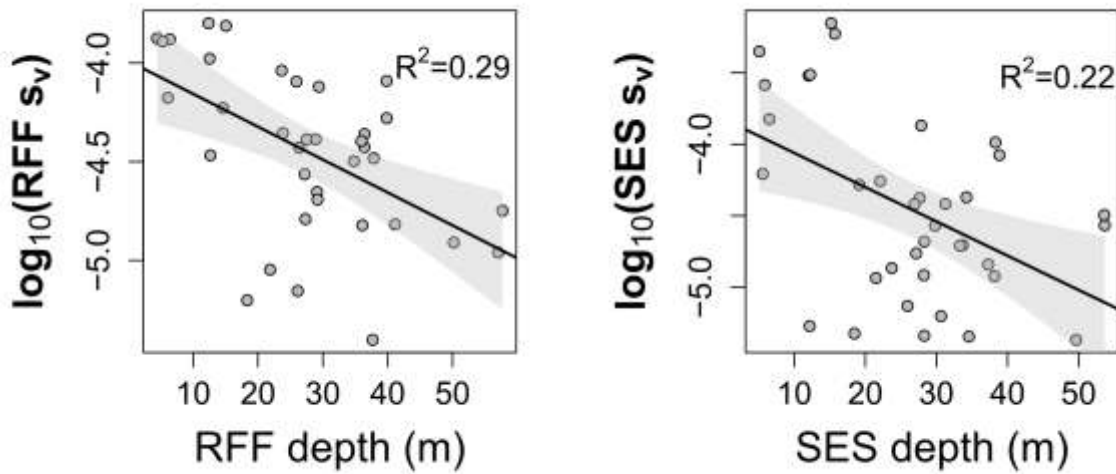 log₁₀(RFF sᵥ)
-4.0
-4.5
-5.0
R²=0.29
10 20 30 40 50
RFF depth (m)
log₁₀(SES sᵥ)
-4.0
-5.0
R²=0.22
10 20 30 40 50
SES depth (m)